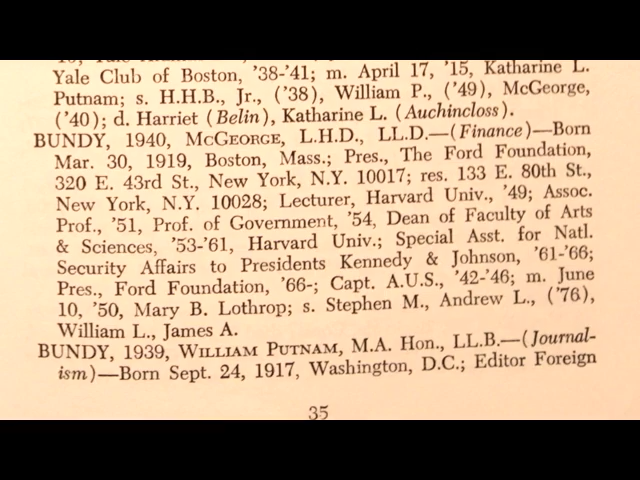 Yale Club of Boston, '38-'41; m. April 17, '15, Katharine L.
Putnam; s. H.H.B., Jr., ('38), William P., ('49), McGeorge,
('40); d. Harriet (Belin), Katharine L. (Auchincloss).
BUNDY, 1940, McGEORGE, L.H.D., LL.D.—(Finance)—Born
Mar. 30, 1919, Boston, Mass.; Pres., The Ford Foundation,
320 E. 43rd St., New York, N.Y. 10017; res. 133 E. 80th St.,
New York, N.Y. 10028; Lecturer, Harvard Univ., '49; Assoc.
Prof., '51, Prof. of Government, '54, Dean of Faculty of Arts
& Sciences, '53-'61, Harvard Univ.; Special Asst. for Natl.
Security Affairs to Presidents Kennedy & Johnson, '61-'66;
Pres., Ford Foundation, '66-; Capt. A.U.S., '42-'46; m. June
10, '50, Mary B. Lothrop; s. Stephen M., Andrew L., ('76),
William L., James A.
BUNDY, 1939, WILLIAM PUTNAM, M.A. Hon., LL.B.—(Journal-
ism)—Born Sept. 24, 1917, Washington, D.C.; Editor Foreign
35